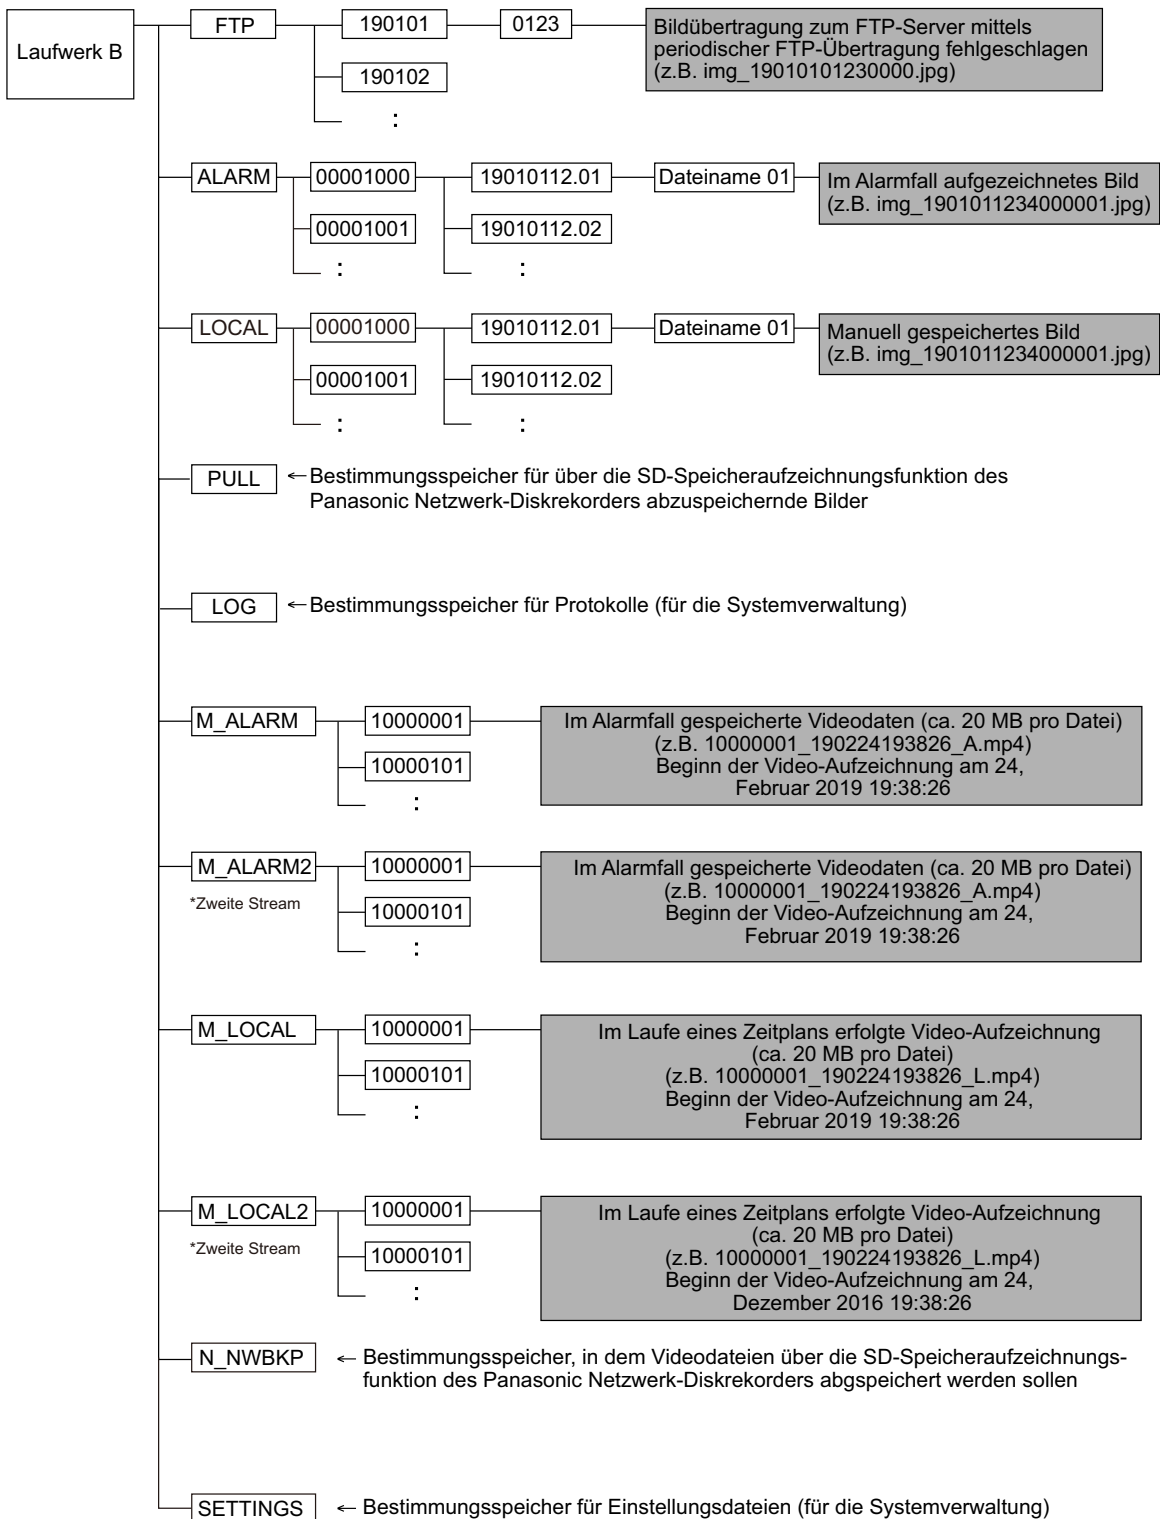 Laufwerk B
FTP
190101
0123
Bildübertragung zum FTP-Server mittels
periodischer FTP-Übertragung fehlgeschlagen
(z.B. img_19010101230000.jpg)
190102
:
ALARM
00001000
19010112.01
Dateiname 01
Im Alarmfall aufgezeichnetes Bild
(z.B. img_1901011234000001.jpg)
00001001
19010112.02
:
:
LOCAL
00001000
19010112.01
Dateiname 01
Manuell gespeichertes Bild
(z.B. img_1901011234000001.jpg)
00001001
19010112.02
:
:
PULL
←Bestimmungsspeicher für über die SD-Speicheraufzeichnungsfunktion des
Panasonic Netzwerk-Diskrekorders abzuspeichernde Bilder
LOG
←Bestimmungsspeicher für Protokolle (für die Systemverwaltung)
M_ALARM
10000001
Im Alarmfall gespeicherte Videodaten (ca. 20 MB pro Datei)
(z.B. 10000001_190224193826_A.mp4)
Beginn der Video-Aufzeichnung am 24,
Februar 2019 19:38:26
10000101
:
M_ALARM2
*Zweite Stream
10000001
Im Alarmfall gespeicherte Videodaten (ca. 20 MB pro Datei)
(z.B. 10000001_190224193826_A.mp4)
Beginn der Video-Aufzeichnung am 24,
Februar 2019 19:38:26
10000101
:
M_LOCAL
10000001
Im Laufe eines Zeitplans erfolgte Video-Aufzeichnung
(ca. 20 MB pro Datei)
(z.B. 10000001_190224193826_L.mp4)
Beginn der Video-Aufzeichnung am 24,
Februar 2019 19:38:26
10000101
:
M_LOCAL2
*Zweite Stream
10000001
Im Laufe eines Zeitplans erfolgte Video-Aufzeichnung
(ca. 20 MB pro Datei)
(z.B. 10000001_190224193826_L.mp4)
Beginn der Video-Aufzeichnung am 24,
Dezember 2016 19:38:26
10000101
:
N_NWBKP
← Bestimmungsspeicher, in dem Videodateien über die SD-Speicheraufzeichnungs-
funktion des Panasonic Netzwerk-Diskrekorders abgspeichert werden sollen
SETTINGS
← Bestimmungsspeicher für Einstellungsdateien (für die Systemverwaltung)